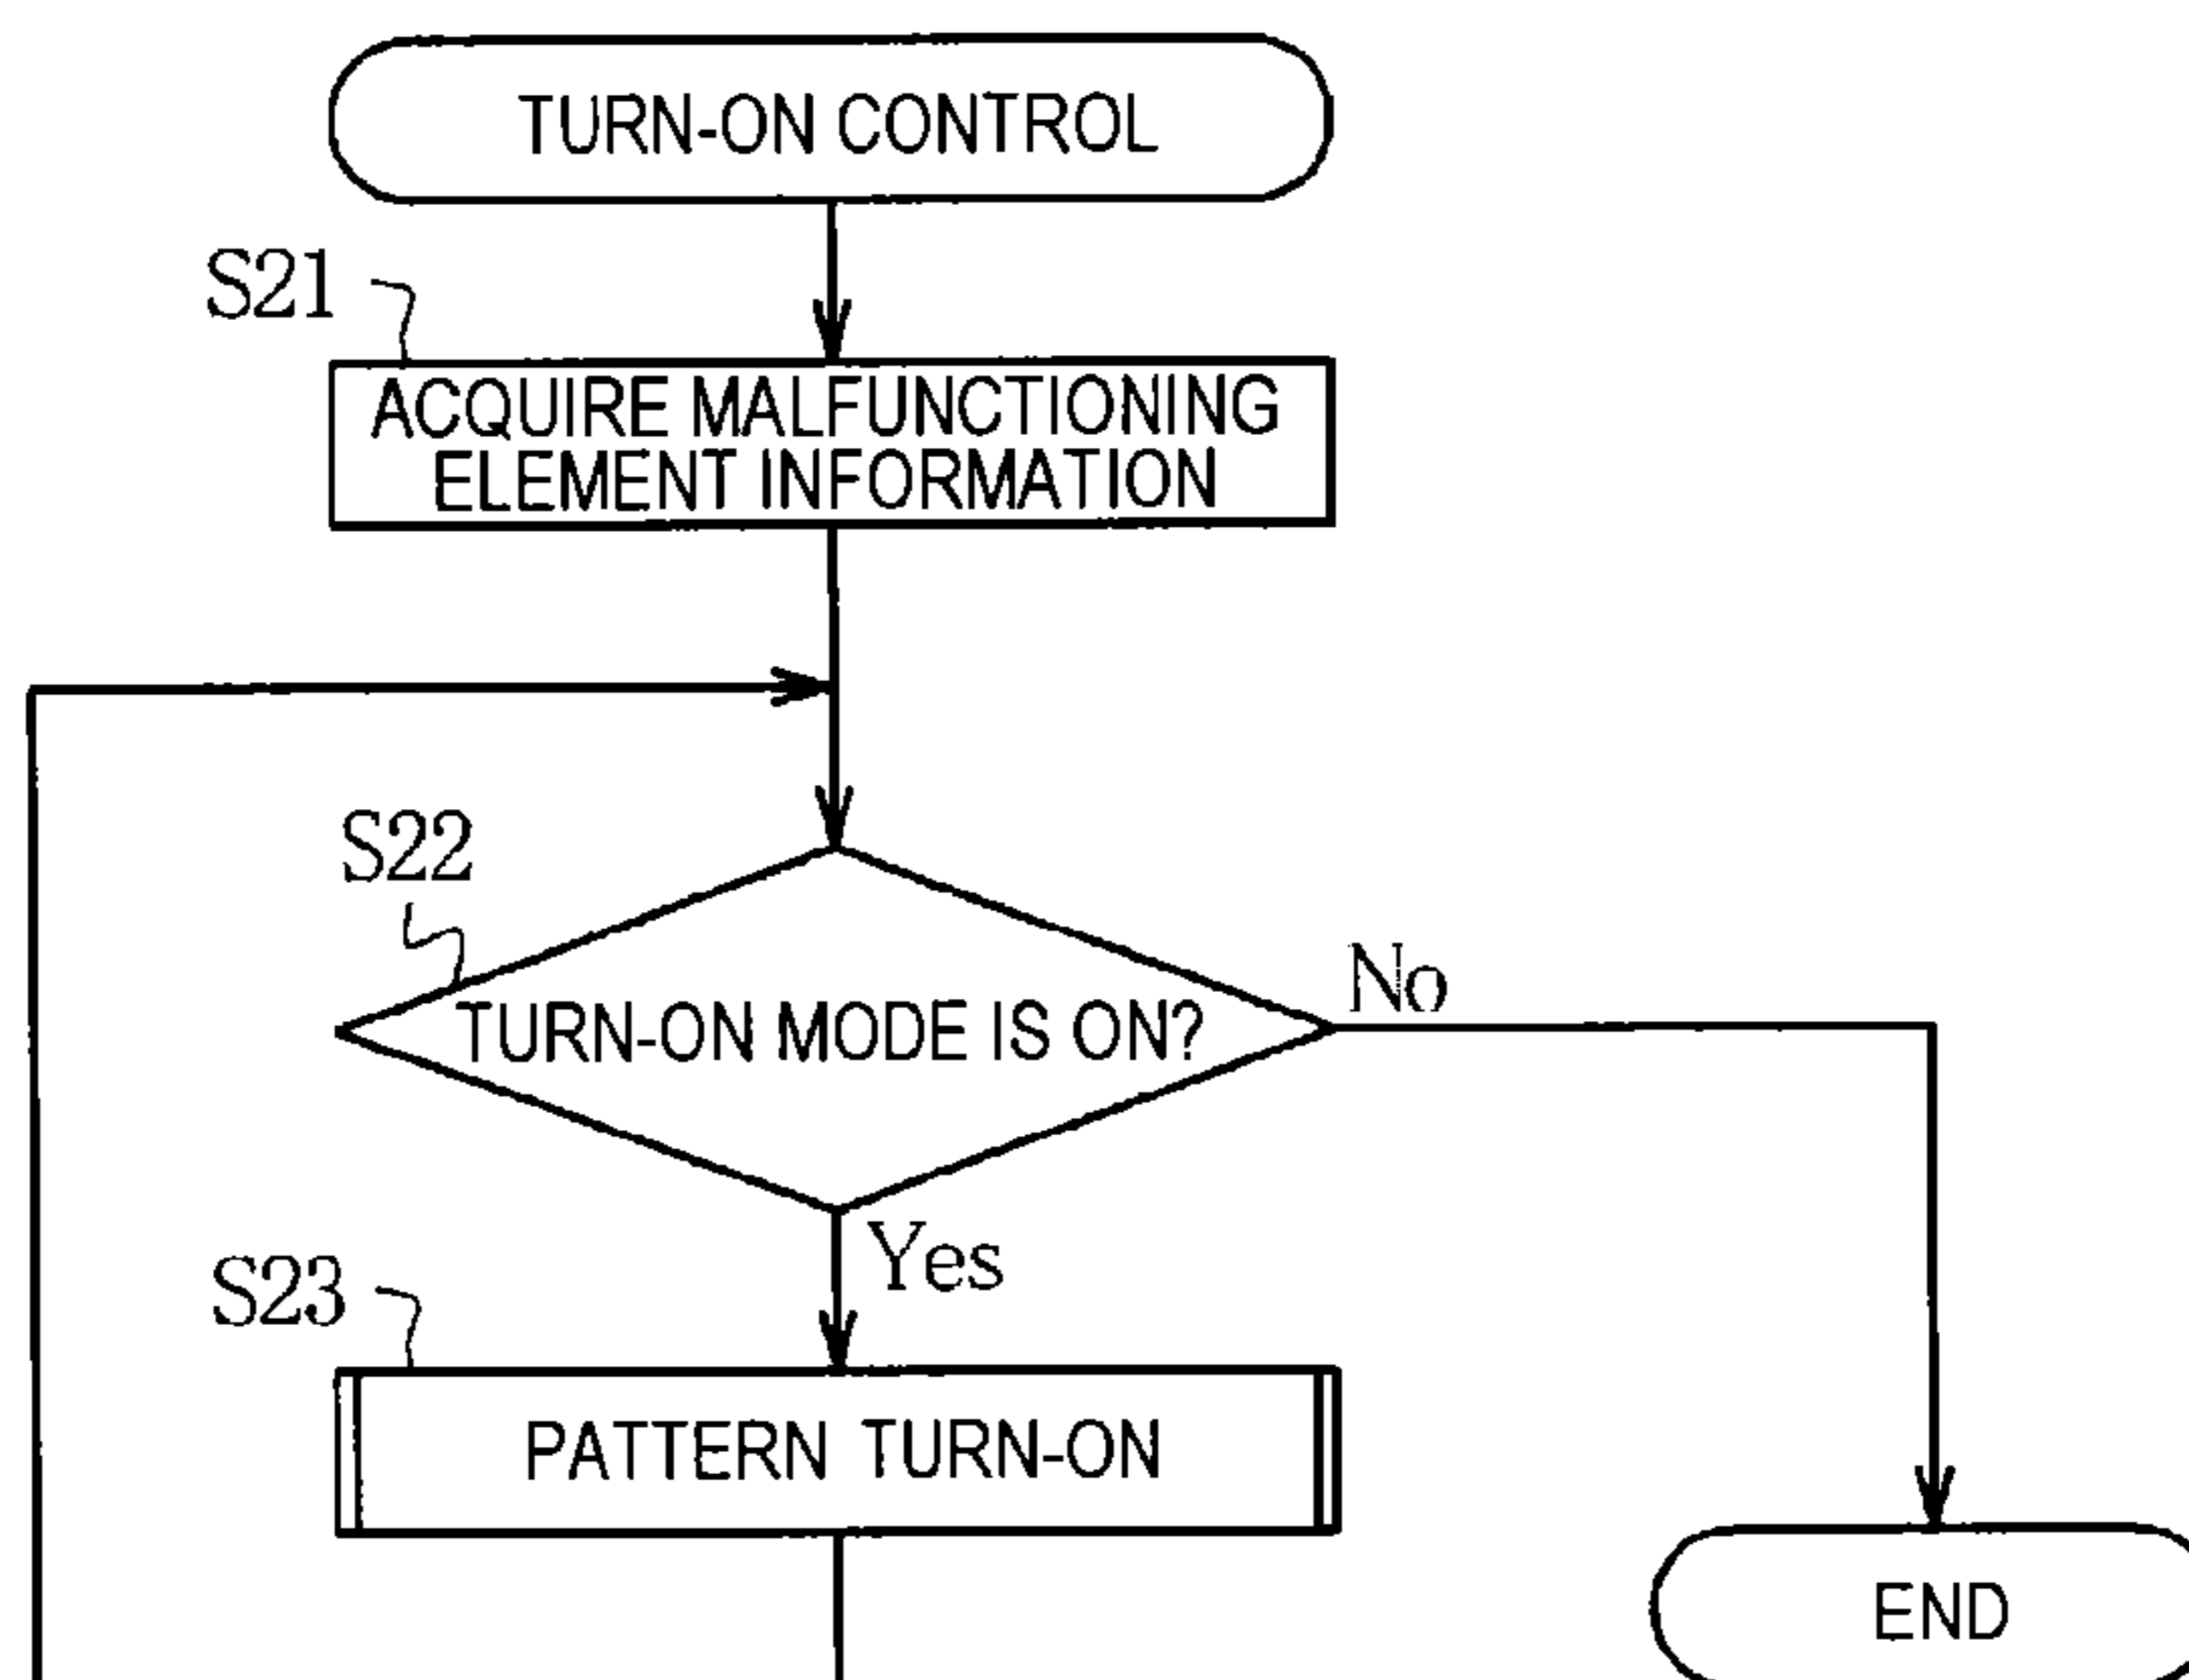 TURN-ON CONTROL
S21
ACQUIRE MALFUNCTIONING
ELEMENT INFORMATION
S22
No
TURN-ON MODE IS ON?
Yes
S23
PATTERN TURN-ON
END